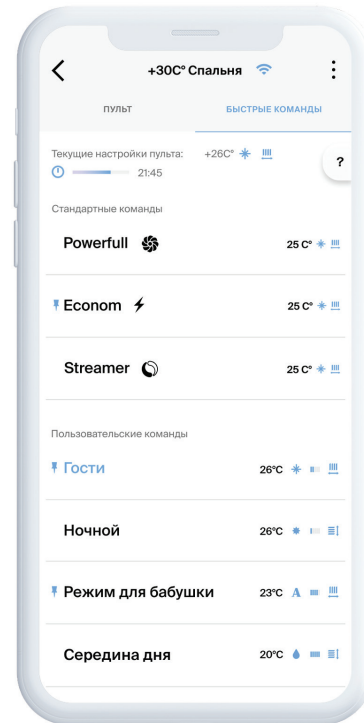 +30C° Спальня
ПУЛЬТ
БЫСТРЫЕ КОМАНДЫ
Текущие настройки пульта: +26C°
21:45
?
Стандартные команды
Powerfull 25 C°
Econom 25 C°
Streamer 25 C°
Пользовательские команды
Гости 26°C
Ночной 26°C
Режим для бабушки 23°C A
Середина дня 20°C